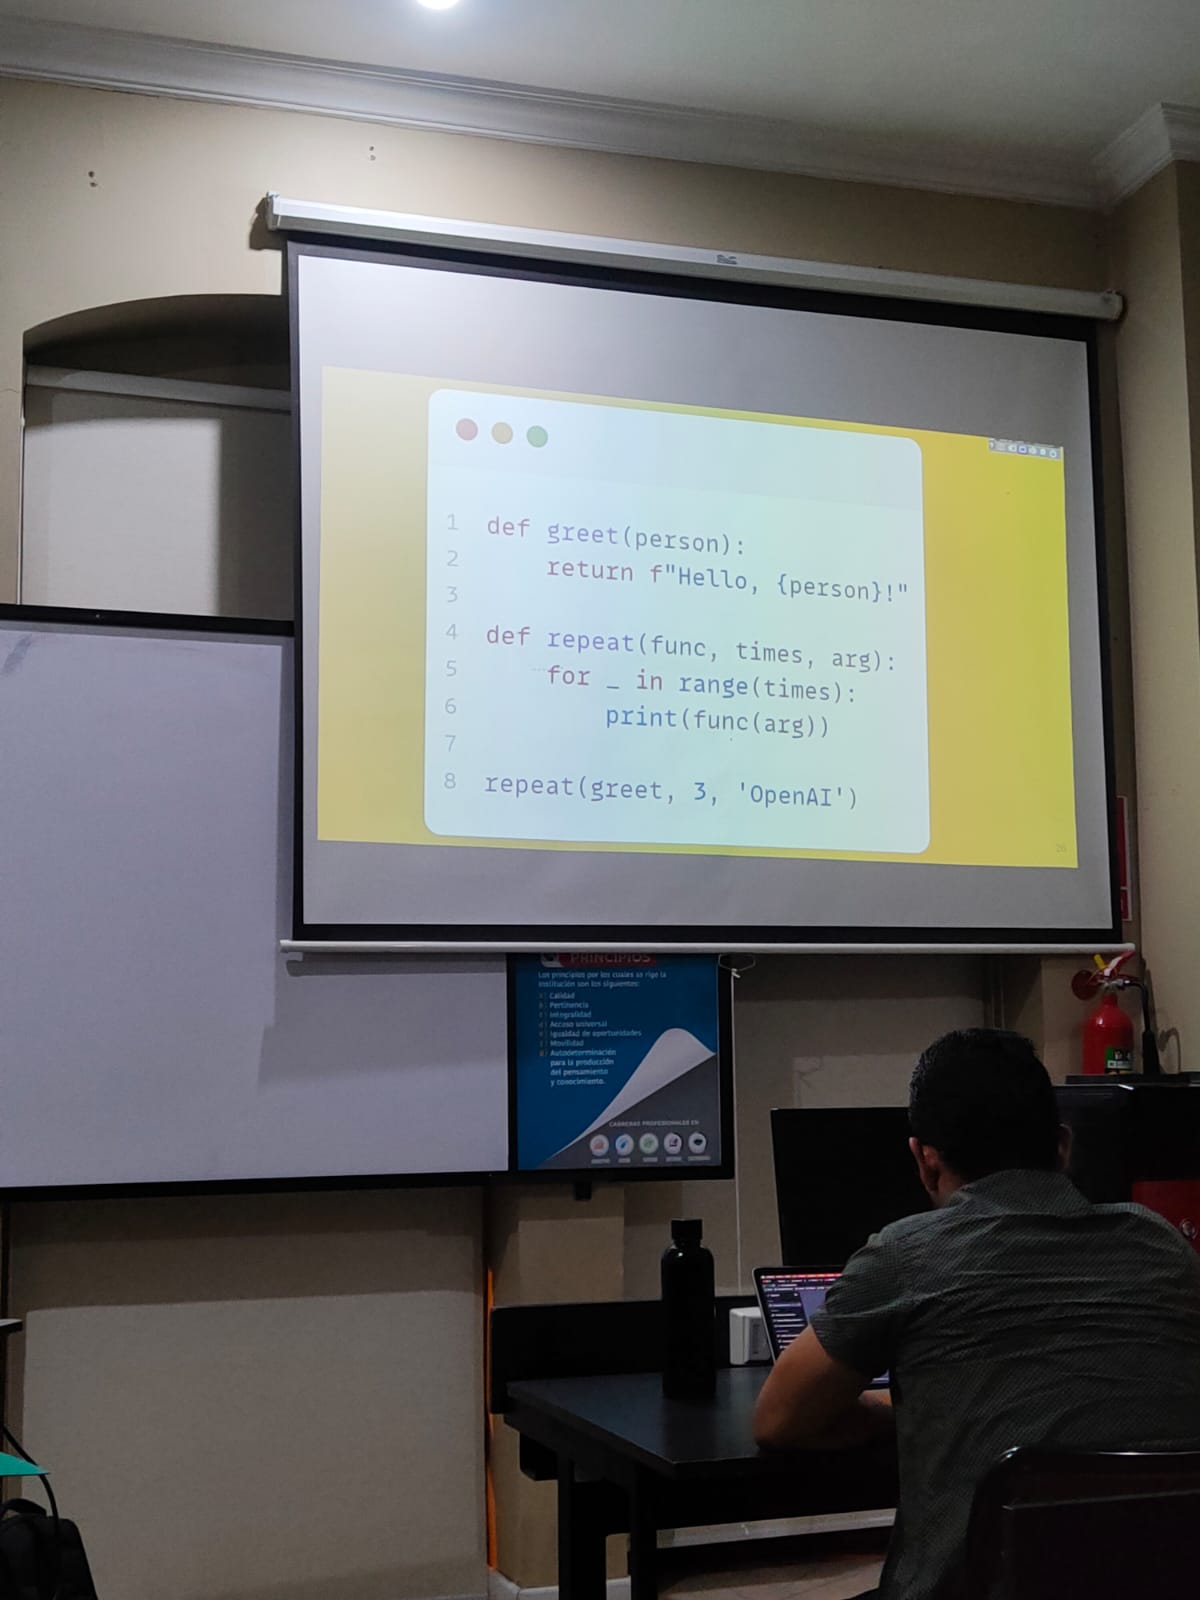 1 def greet(person):
2 return f"Hello, {person}!"
3
4 def repeat(func, times, arg):
5 for _ in range(times):
6 print(func(arg))
7
8 repeat(greet, 3, 'OpenAI')
26
PRINCIPIOS
Los principios por los cuales se rige la
institución son los siguientes:
Calidad
Pertinencia
Integralidad
Acceso universal
Igualdad de oportunidades
Movilidad
Autodeterminación
para la producción
del pensamiento
y conocimiento.
CARRERAS PROFESIONALES EN